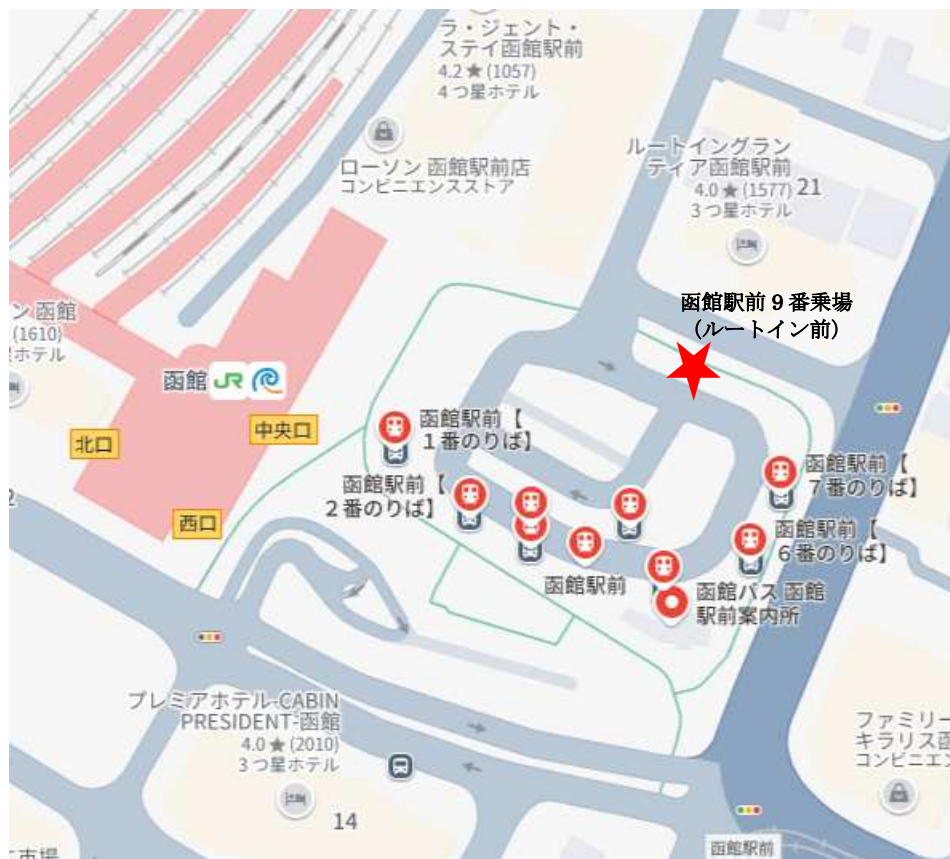 ラ・ジェント・
ステイ函館駅前
4.2★(1057)
4つ星ホテル
ローソン 函館駅前店
コンビニエンスストア
ルートイングラン
ティア函館駅前
4.0★(1577)
3つ星ホテル
21
函館駅前9番乗場
(ルートイン前)
ン 函館
(1610)
ホテル
函館 JR
北口
中央口
西口
函館駅前【
1番のりば】
函館駅前【
2番のりば】
函館駅前【
7番のりば】
函館駅前【
6番のりば】
函館駅前
函館バス 函館
駅前案内所
2
プレミアホテル-CABIN
PRESIDENT-函館
4.0★(2010)
3つ星ホテル
14
ファミリー
キラリス函
コンビニエン
市場
函館駅前